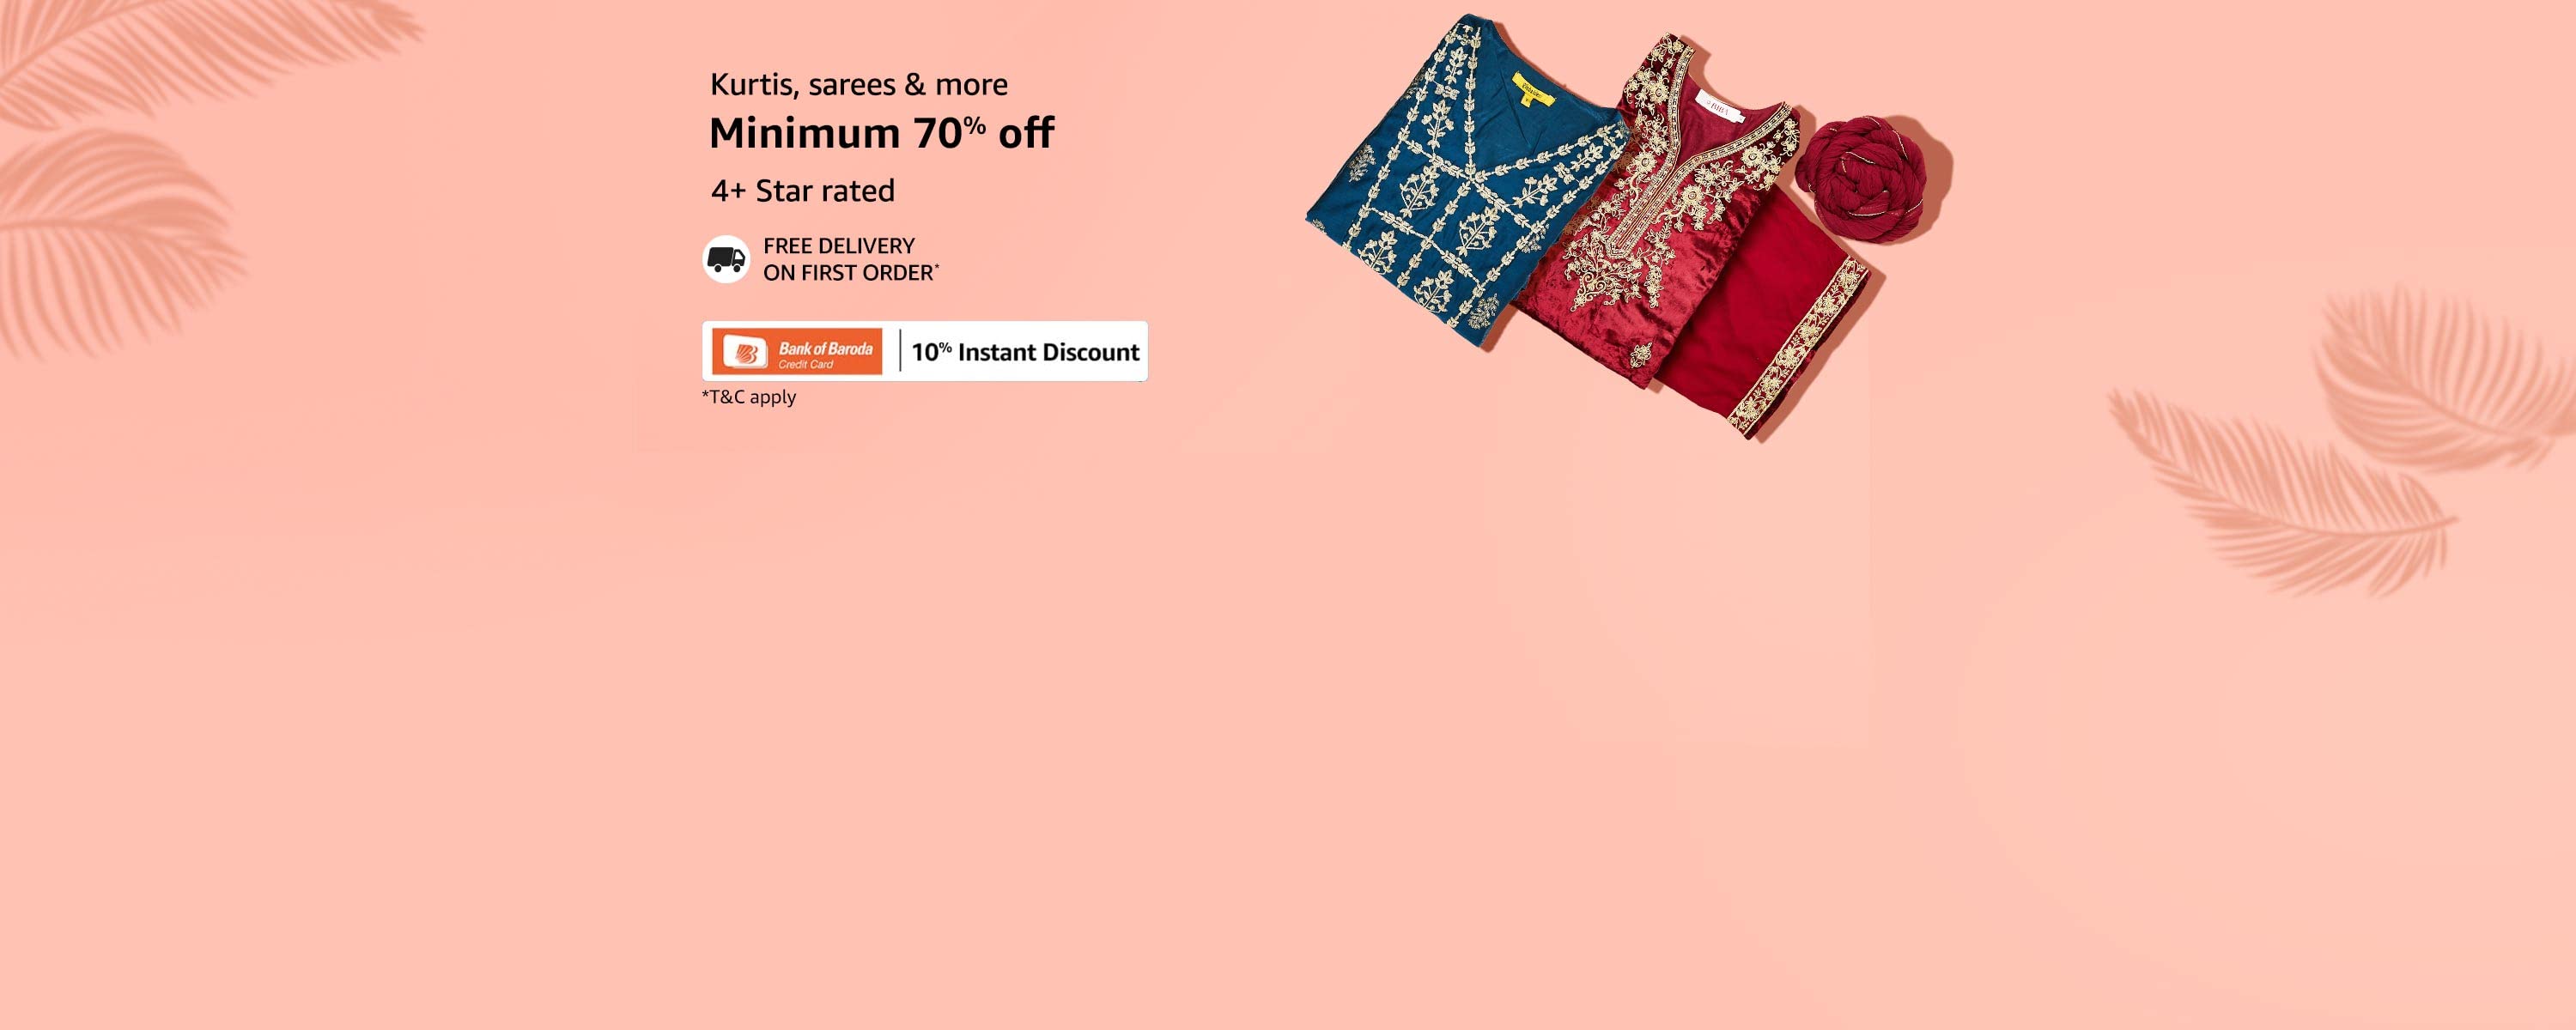 Kurtis, sarees & more
Minimum 70% off
4+ Star rated
FREE DELIVERY
ON FIRST ORDER*
Bank of Baroda
Credit Card
10% Instant Discount
*T&C apply
BIBA